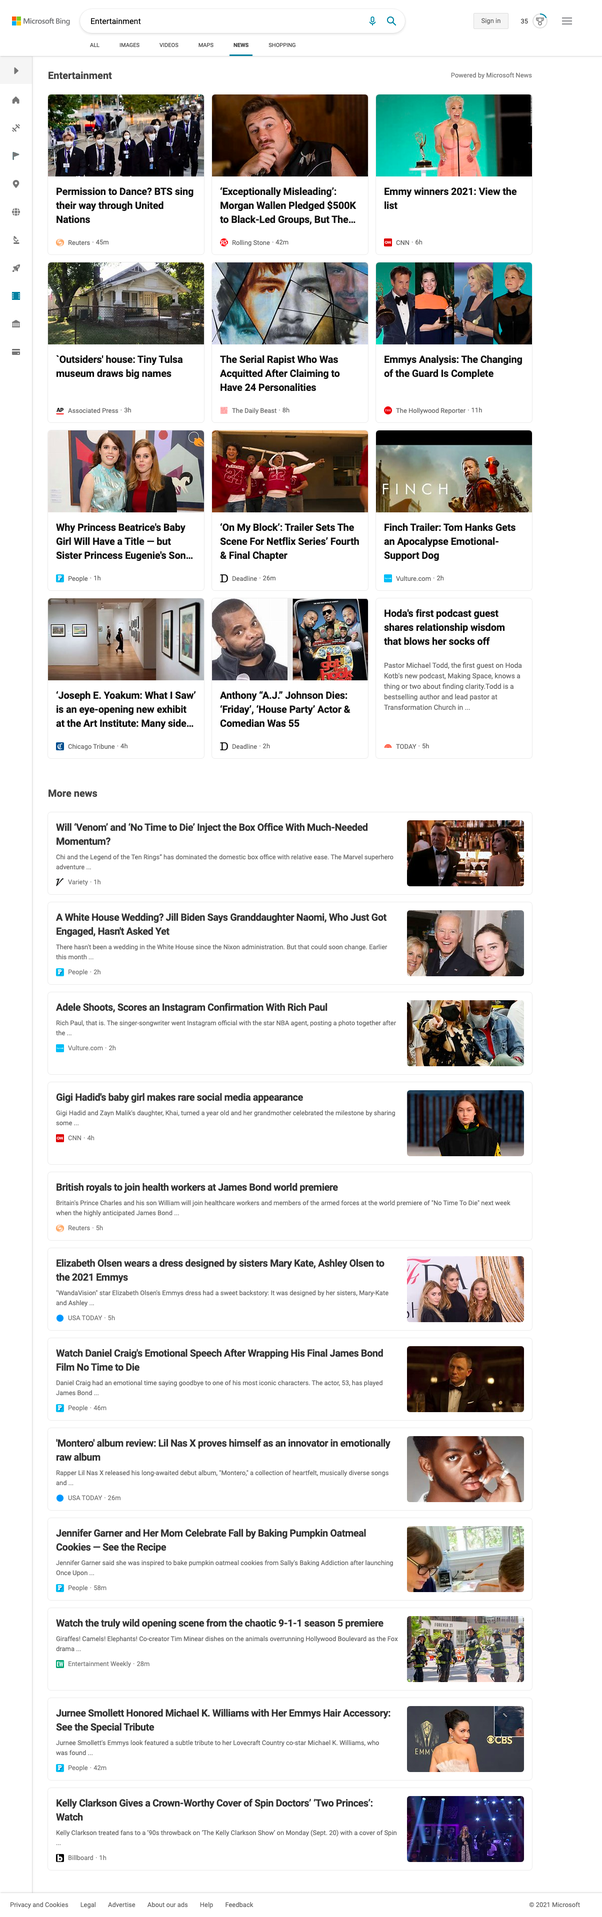 Microsoft Bing
Entertainment
Sign in
35
ALL IMAGES VIDEOS MAPS NEWS SHOPPING
Entertainment
Powered by Microsoft News
Permission to Dance? BTS sing
their way through United
Nations
Reuters · 45m
‘Exceptionally Misleading’:
Morgan Wallen Pledged $500K
to Black-Led Groups, But The...
Rolling Stone · 42m
Emmy winners 2021: View the
list
CNN · 6h
`Outsiders' house: Tiny Tulsa
museum draws big names
AP Associated Press · 3h
The Serial Rapist Who Was
Acquitted After Claiming to
Have 24 Personalities
The Daily Beast · 8h
Emmys Analysis: The Changing
of the Guard Is Complete
The Hollywood Reporter · 11h
Why Princess Beatrice's Baby
Girl Will Have a Title — but
Sister Princess Eugenie's Son...
People · 1h
‘On My Block’: Trailer Sets The
Scene For Netflix Series’ Fourth
& Final Chapter
Deadline · 26m
FINCH
Finch Trailer: Tom Hanks Gets
an Apocalypse Emotional-
Support Dog
Vulture.com · 2h
‘Joseph E. Yoakum: What I Saw’
is an eye-opening new exhibit
at the Art Institute: Many side...
Chicago Tribune · 4h
Anthony “A.J.” Johnson Dies:
‘Friday’, ‘House Party’ Actor &
Comedian Was 55
Deadline · 2h
Hoda's first podcast guest
shares relationship wisdom
that blows her socks off
Pastor Michael Todd, the first guest on Hoda
Kotb's new podcast, Making Space, knows a
thing or two about finding clarity.Todd is a
bestselling author and lead pastor at
Transformation Church in ...
TODAY · 5h
More news
Will ‘Venom’ and ‘No Time to Die’ Inject the Box Office With Much-Needed
Momentum?
Chi and the Legend of the Ten Rings” has dominated the domestic box office with relative ease. The Marvel superhero
adventure ...
Variety · 1h
A White House Wedding? Jill Biden Says Granddaughter Naomi, Who Just Got
Engaged, Hasn't Asked Yet
There hasn't been a wedding in the White House since the Nixon administration. But that could soon change. Earlier
this month ...
People · 2h
Adele Shoots, Scores an Instagram Confirmation With Rich Paul
Rich Paul, that is. The singer-songwriter went Instagram official with the star NBA agent, posting a photo together after
the ...
Vulture.com · 2h
Gigi Hadid's baby girl makes rare social media appearance
Gigi Hadid and Zayn Malik's daughter, Khai, turned a year old and her grandmother celebrated the milestone by sharing
some ...
CNN · 4h
British royals to join health workers at James Bond world premiere
Britain's Prince Charles and his son William will join healthcare workers and members of the armed forces at the world premiere of "No Time To Die" next week
when the highly anticipated James Bond ...
Reuters · 5h
Elizabeth Olsen wears a dress designed by sisters Mary Kate, Ashley Olsen to
the 2021 Emmys
"WandaVision" star Elizabeth Olsen's Emmys dress had a sweet backstory: It was designed by her sisters, Mary-Kate
and Ashley ...
USA TODAY · 5h
Watch Daniel Craig's Emotional Speech After Wrapping His Final James Bond
Film No Time to Die
Daniel Craig had an emotional time saying goodbye to one of his most iconic characters. The actor, 53, has played
James Bond ...
People · 46m
'Montero' album review: Lil Nas X proves himself as an innovator in emotionally
raw album
Rapper Lil Nas X released his long-awaited debut album, "Montero," a collection of heartfelt, musically diverse songs
and ...
USA TODAY · 26m
Jennifer Garner and Her Mom Celebrate Fall by Baking Pumpkin Oatmeal
Cookies — See the Recipe
Jennifer Garner said she was inspired to bake pumpkin oatmeal cookies from Sally's Baking Addiction after launching
Once Upon ...
People · 58m
Watch the truly wild opening scene from the chaotic 9-1-1 season 5 premiere
Giraffes! Camels! Elephants! Co-creator Tim Minear dishes on the animals overrunning Hollywood Boulevard as the Fox
drama ...
Entertainment Weekly · 28m
FOREVER 21
Jurnee Smollett Honored Michael K. Williams with Her Emmys Hair Accessory:
See the Special Tribute
Jurnee Smollett's Emmys look featured a subtle tribute to her Lovecraft Country co-star Michael K. Williams, who
was found ...
People · 42m
EMMY
CBS
Kelly Clarkson Gives a Crown-Worthy Cover of Spin Doctors’ ‘Two Princes’:
Watch
Kelly Clarkson treated fans to a '90s throwback on 'The Kelly Clarkson Show' on Monday (Sept. 20) with a cover of Spin
...
Billboard · 1h
Privacy and Cookies Legal Advertise About our ads Help Feedback
© 2021 Microsoft